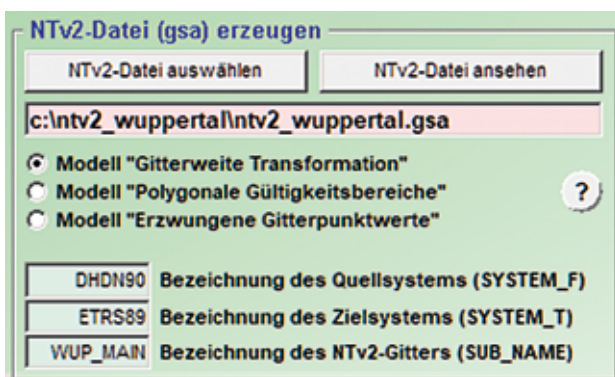 NTv2-Datei (gsa) erzeugen
NTv2-Datei auswählen
NTv2-Datei ansehen
c:\ntv2_wuppertal\ntv2_wuppertal.gsa
Modell "Gitterweite Transformation"
Modell "Polygonale Gültigkeitsbereiche"
?
Modell "Erzwungene Gitterpunktwerte"
DHDN90 Bezeichnung des Quellsystems (SYSTEM_F)
ETRS89 Bezeichnung des Zielsystems (SYSTEM_T)
WUP_MAIN Bezeichnung des NTv2-Gitters (SUB_NAME)